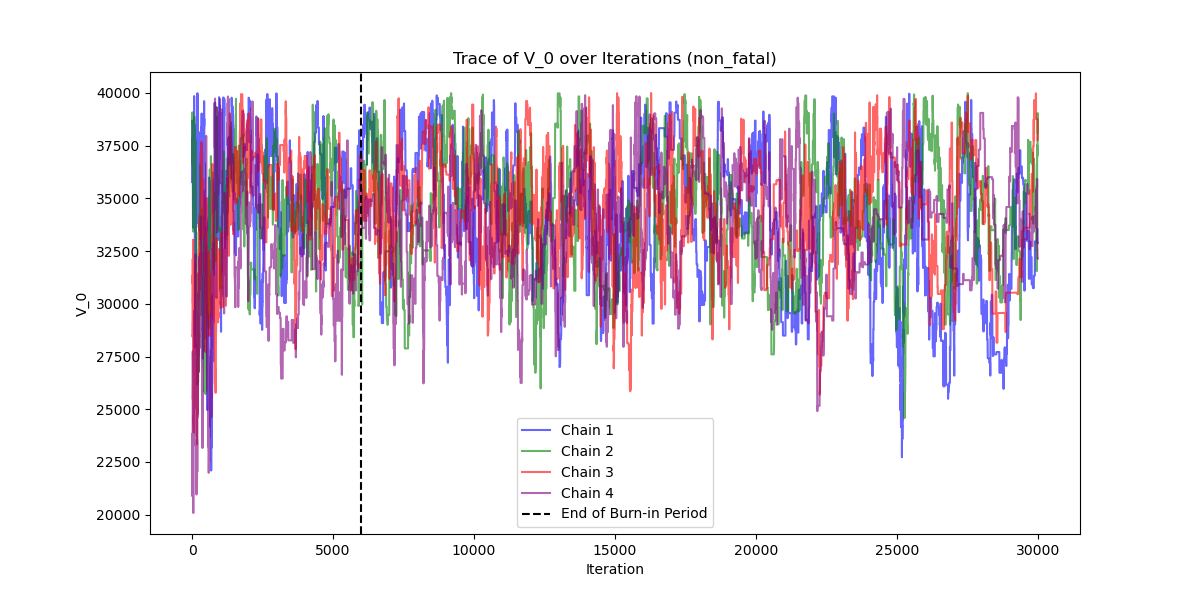 Trace of V_0 over Iterations (non_fatal)
40000
37500
35000
32500
30000
27500
25000
22500
20000
V_0
Chain 1
Chain 2
Chain 3
Chain 4
End of Burn-in Period
0 5000 10000 15000 20000 25000 30000
Iteration